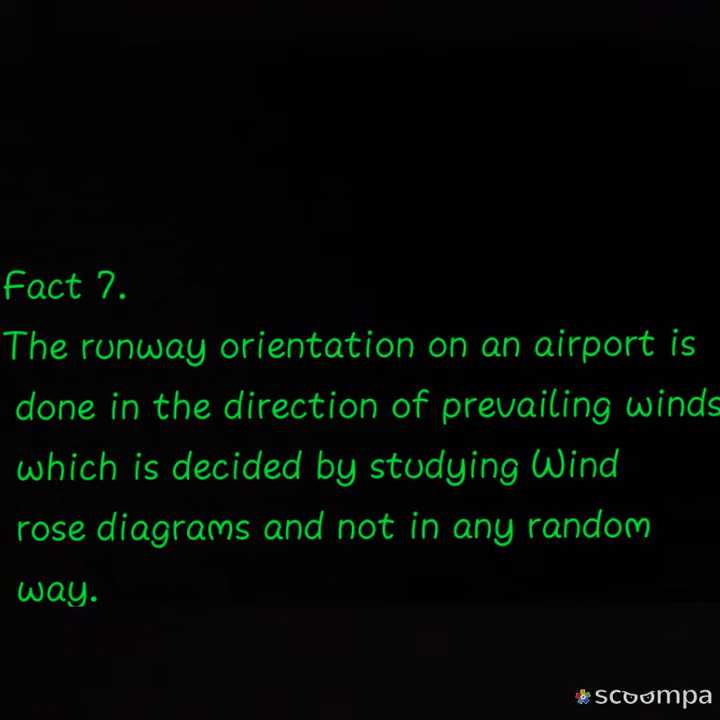 Fact 7.
The runway orientation on an airport is
done in the direction of prevailing winds
which is decided by studying Wind
rose diagrams and not in any random
way.
scoompa